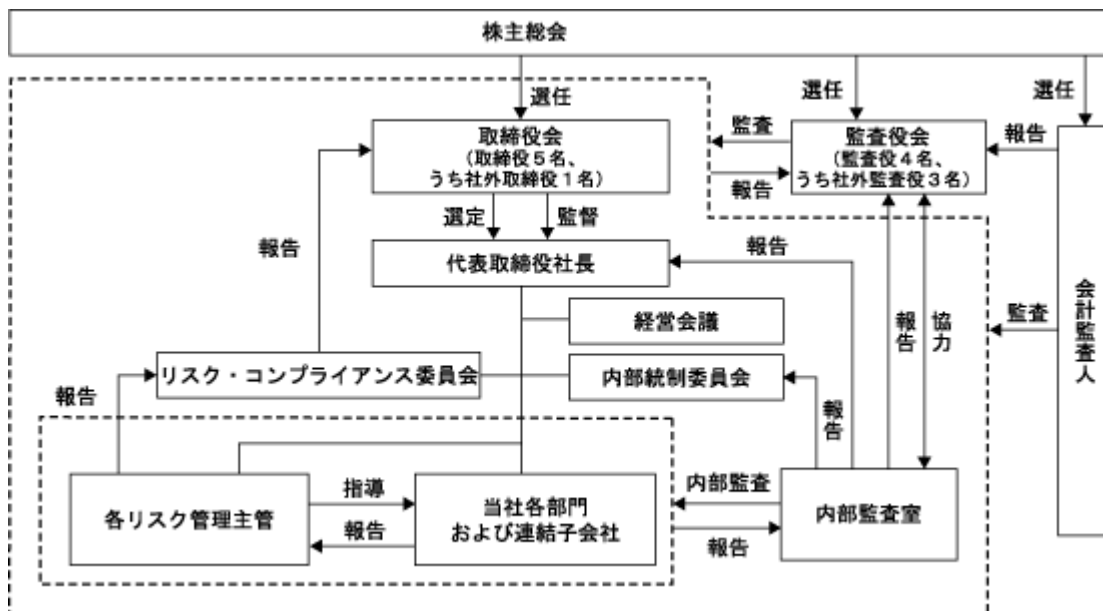 株主総会
選任
選任
選任
取締役会
(取締役5名、
うち社外取締役1名)
監査
報告
監査役会
(監査役4名、
うち社外監査役3名)
報告
選定
監督
報告
代表取締役社長
報告
経営会議
報告
協力
監査
会計監査人
リスク・コンプライアンス委員会
内部統制委員会
報告
報告
各リスク管理主管
指導
報告
当社各部門
および連結子会社
内部監査
報告
内部監査室